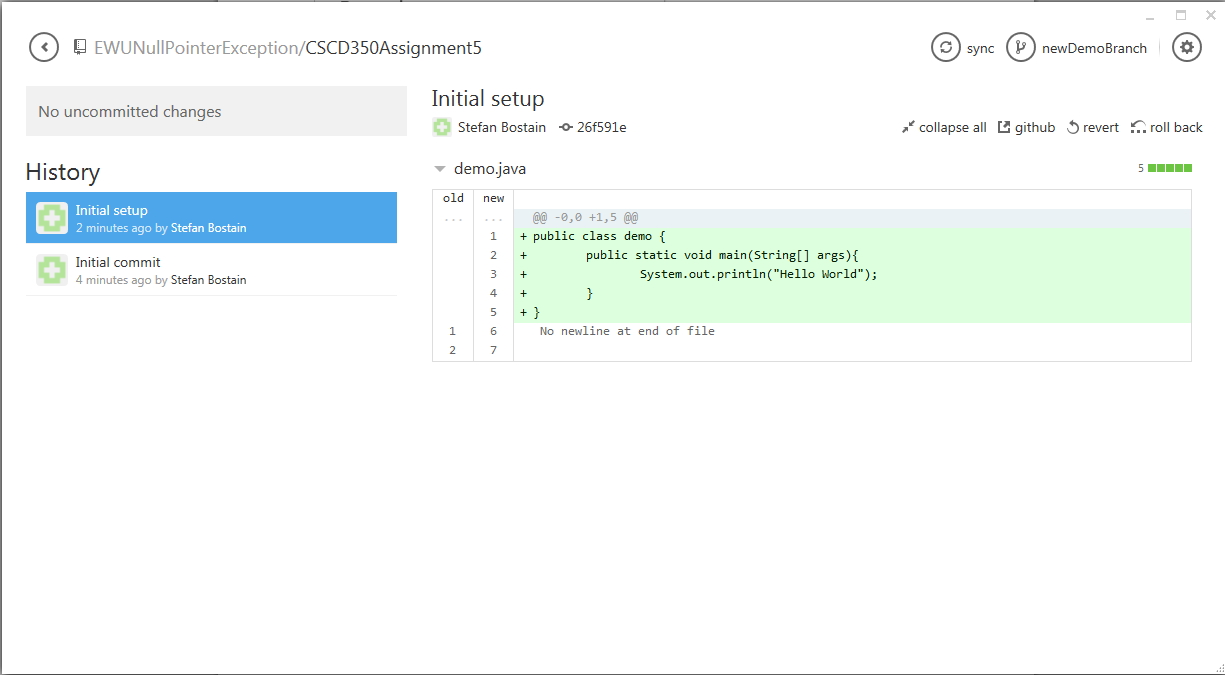 EWUNullPointerException/CSCD350Assignment5
sync newDemoBranch
No uncommitted changes
History
Initial setup
2 minutes ago by Stefan Bostain
Initial commit
4 minutes ago by Stefan Bostain
Initial setup
Stefan Bostain 26f591e
collapse all github revert roll back
demo.java 5
old new
... ... @@ -0,0 +1,5 @@
1 + public class demo {
2 + public static void main(String[] args){
3 + System.out.println("Hello World");
4 + }
5 + }
1 6 No newline at end of file
2 7